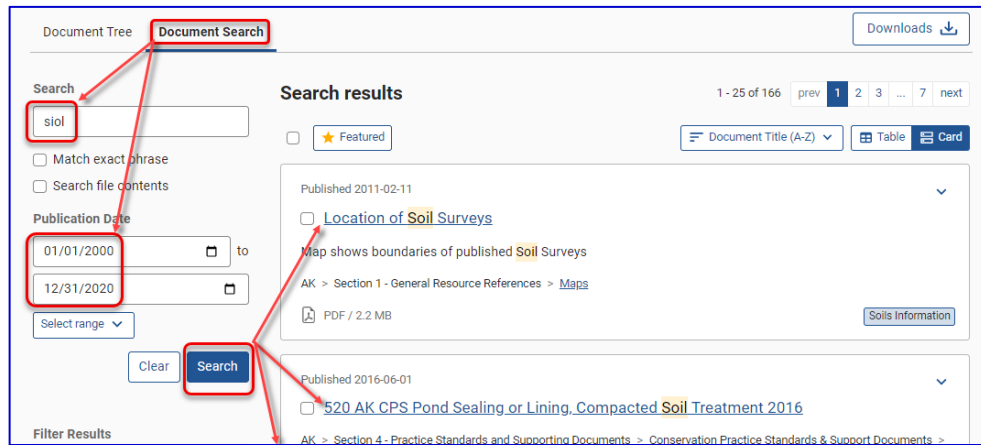 Document Tree
Document Search
Downloads
Search
siol
Match exact phrase
Search file contents
Publication Date
01/01/2000 to
12/31/2020
Select range
Clear
Search
Filter Results
Search results
1 - 25 of 166 prev 1 2 3 ... 7 next
Featured
Document Title (A-Z)
Table
Card
Published 2011-02-11
Location of Soil Surveys
Map shows boundaries of published Soil Surveys
AK > Section 1 - General Resource References > Maps
PDF / 2.2 MB
Soils Information
Published 2016-06-01
520 AK CPS Pond Sealing or Lining, Compacted Soil Treatment 2016
AK > Section 4 - Practice Standards and Supporting Documents > Conservation Practice Standards & Support Documents >